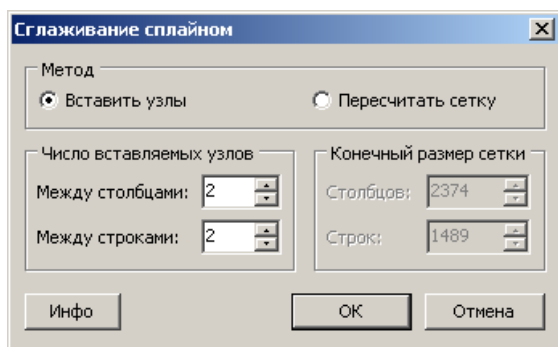 Сглаживание сплайном
Метод
Вставить узлы
Пересчитать сетку
Число вставляемых узлов
Между столбцами: 2
Между строками: 2
Конечный размер сетки
Столбцов: 2374
Строк: 1489
Инфо
ОК
Отмена